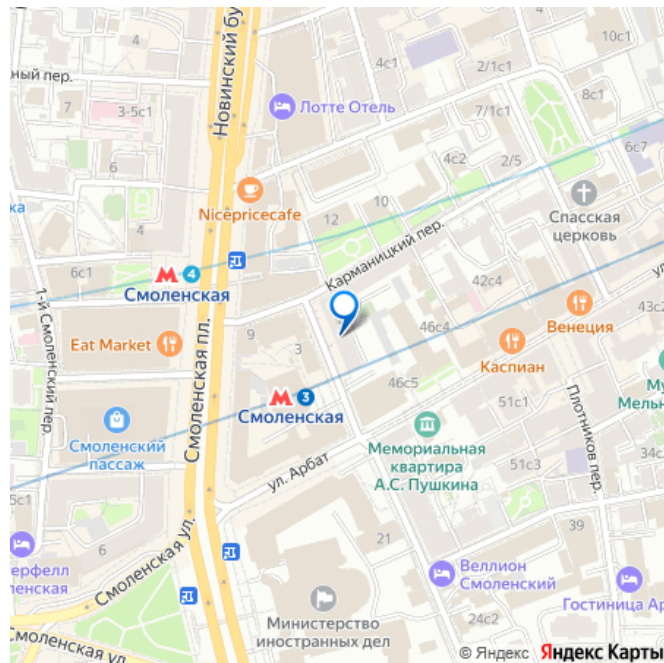 ный пер.
7
3-5с1
6
4
Новинский бу
4с1
2/1с1
10с1
Лотте Отель
8с1
7/1с1
4с2
2/5
6с7
Nicepricecafe
12
10
Спасская
церковь
ка
6с1
4
Смоленская
Карманицкий пер.
42с4
1-й Смоленский пер.
Eat Market
9
3
46с4
Венеция
43с2
Каспиан
Смоленская пл.
3
Смоленская
46с5
51с1
Му
Мельн
Смоленский
пассаж
Мемориальная
квартира
А.С. Пушкина
51с3
Плотников пер.
34с3
ул. Арбат
5с1
6
Смоленская ул.
21
39
ерфелл
ленская
Веллион
Смоленский
Гостиница Ар
24с2
Министерство
иностранных дел
Смоленская ул.
© Яндекс Яндекс Карты